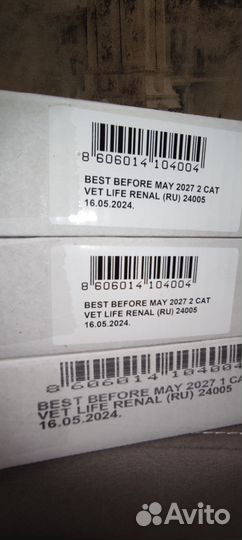 8 606014 104004
BEST BEFORE MAY 2027 2 CAT
VET LIFE RENAL (RU) 24005
16.05.2024.
8 606014 104004
BEST BEFORE MAY 2027 2 CAT
VET LIFE RENAL (RU) 24005
16.05.2024.
8 606014 104004
BEST BEFORE MAY 2027 1 CA
VET LIFE RENAL (RU) 24005
16.05.2024.
Avito